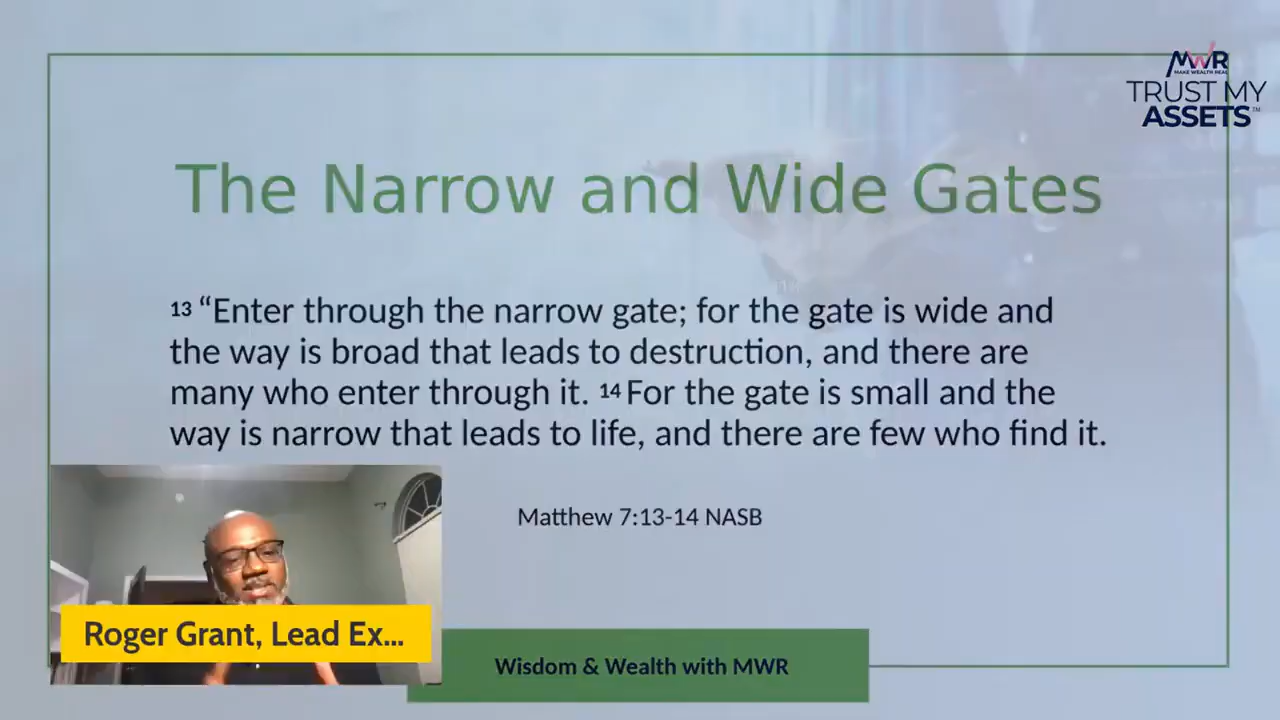 MWR
MAKE WEALTH REAL
TRUST MY
ASSETS™
The Narrow and Wide Gates
13 “Enter through the narrow gate; for the gate is wide and
the way is broad that leads to destruction, and there are
many who enter through it. 14 For the gate is small and the
way is narrow that leads to life, and there are few who find it.
Matthew 7:13-14 NASB
Roger Grant, Lead Ex...
Wisdom & Wealth with MWR